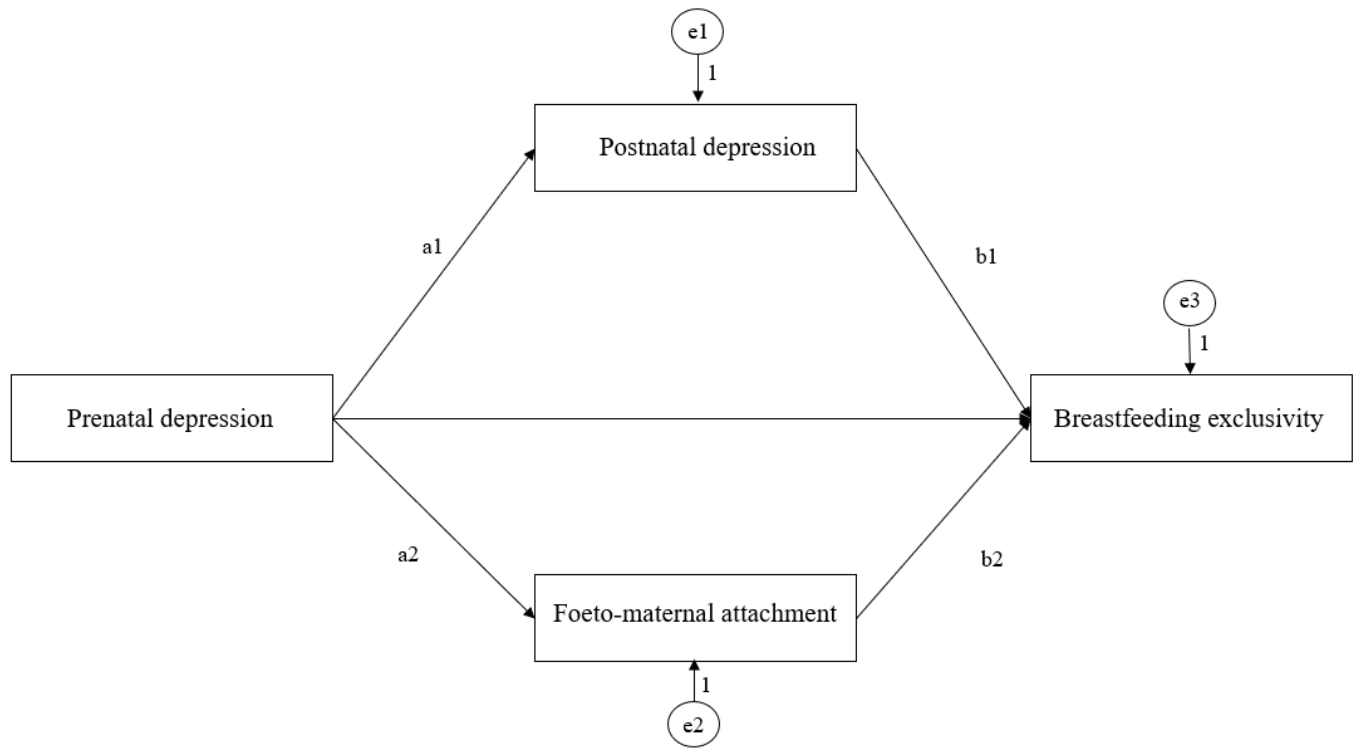 e1
1
Postnatal depression
a1
b1
e3
1
Prenatal depression
Breastfeeding exclusivity
a2
b2
Foeto-maternal attachment
1
e2